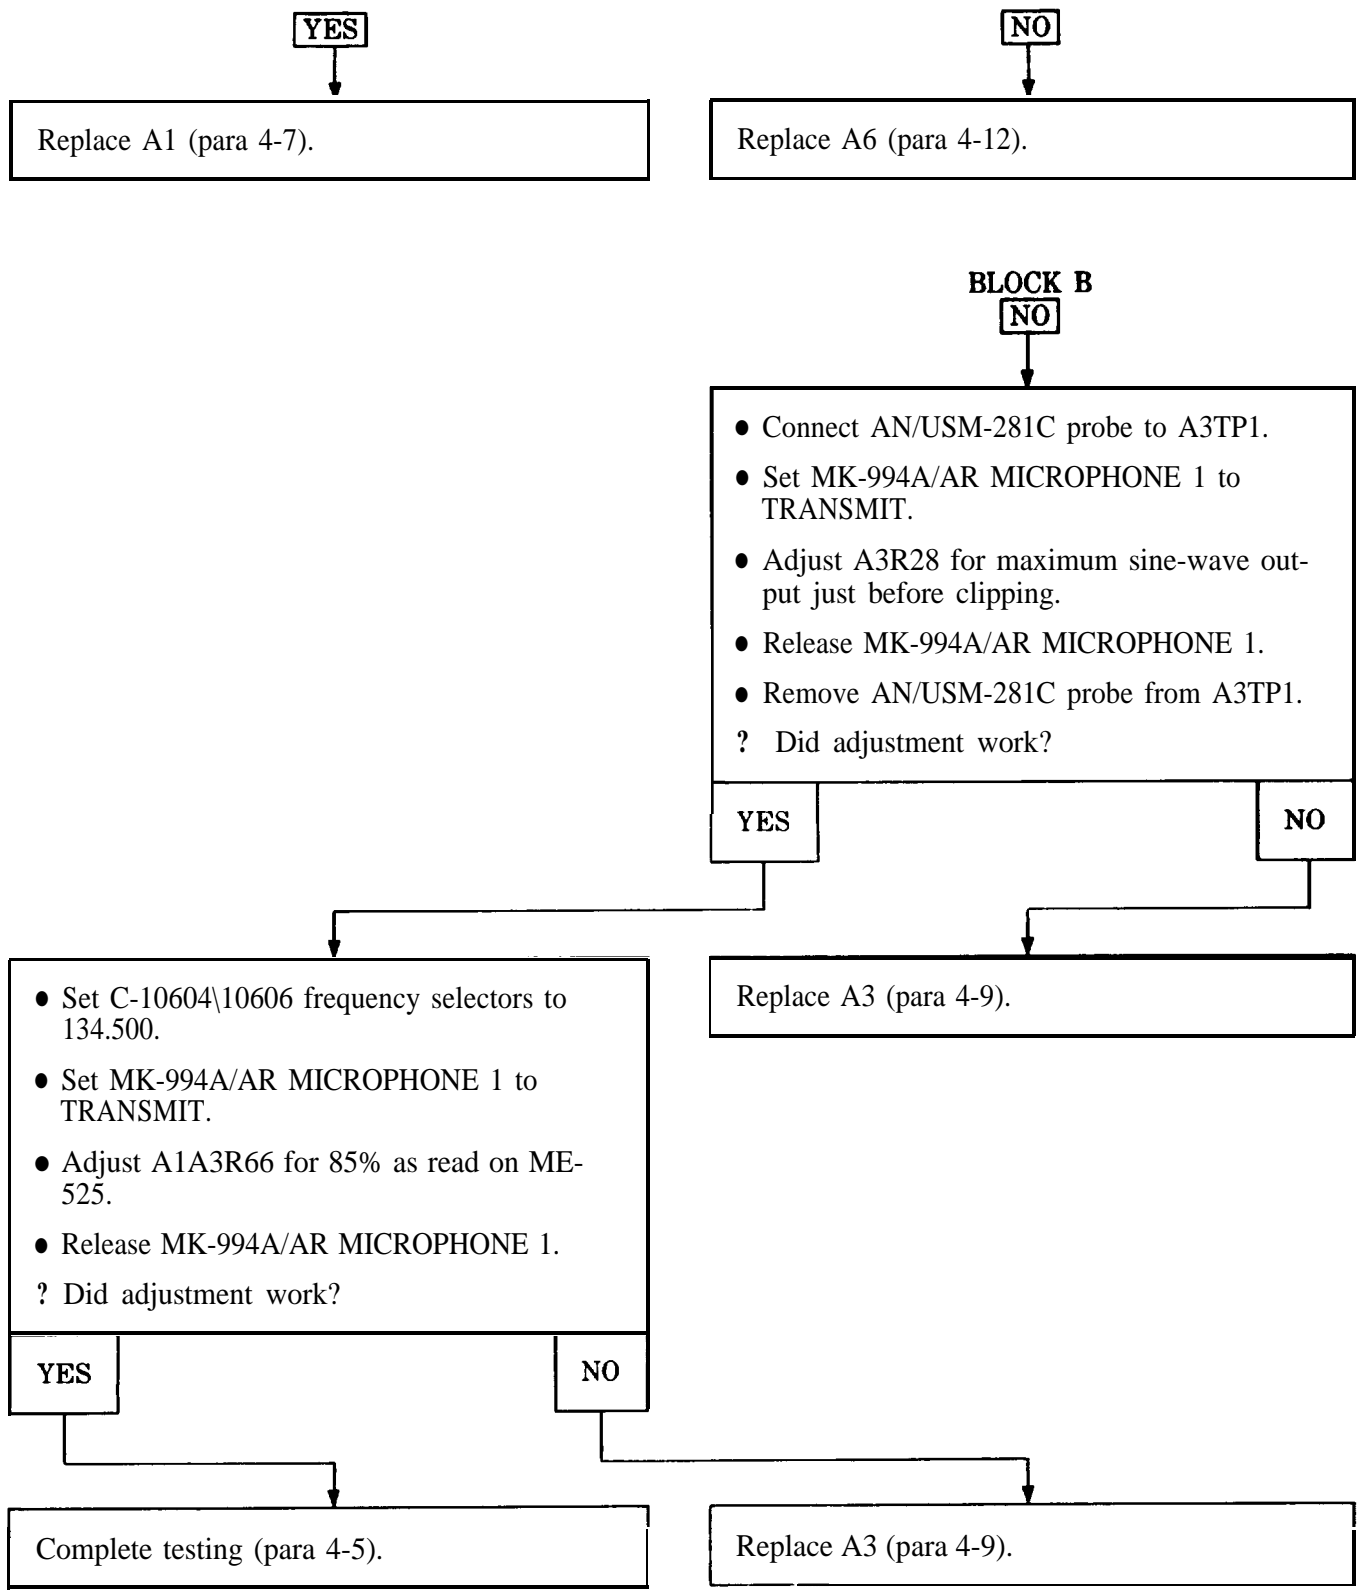 YES
NO
Replace A1 (para 4-7).
Replace A6 (para 4-12).
BLOCK B
NO
● Connect AN/USM-281C probe to A3TP1.
● Set MK-994A/AR MICROPHONE 1 to
TRANSMIT.
● Adjust A3R28 for maximum sine-wave out-
put just before clipping.
● Release MK-994A/AR MICROPHONE 1.
● Remove AN/USM-281C probe from A3TP1.
? Did adjustment work?
YES
NO
● Set C-10604\10606 frequency selectors to
134.500.
● Set MK-994A/AR MICROPHONE 1 to
TRANSMIT.
● Adjust A1A3R66 for 85% as read on ME-
525.
● Release MK-994A/AR MICROPHONE 1.
? Did adjustment work?
Replace A3 (para 4-9).
YES
NO
Complete testing (para 4-5).
Replace A3 (para 4-9).